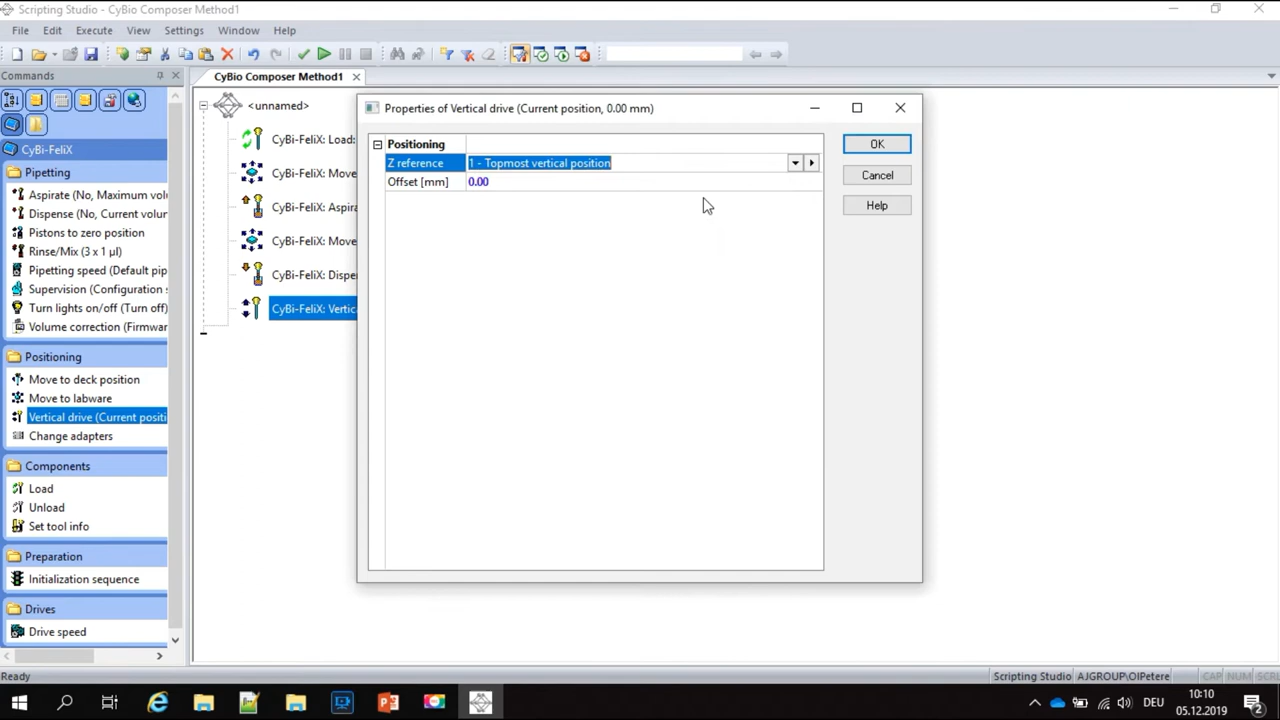 Scripting Studio - CyBio Composer Method1
File Edit Execute View Settings Window Help
Commands
CyBio Composer Method1
CyBi-FeliX
Pipetting
Aspirate (No, Maximum volu
Dispense (No, Current volum
Pistons to zero position
Rinse/Mix (3 x 1 µl)
Pipetting speed (Default pip
Supervision (Configuration s
Turn lights on/off (Turn off)
Volume correction (Firmwar
Positioning
Move to deck position
Move to labware
Vertical drive (Current positi
Change adapters
Components
Load
Unload
Set tool info
Preparation
Initialization sequence
Drives
Drive speed
<unnamed>
CyBi-FeliX: Load:
CyBi-FeliX: Move
CyBi-FeliX: Aspira
CyBi-FeliX: Move
CyBi-FeliX: Dispe
CyBi-FeliX: Vertic
Properties of Vertical drive (Current position, 0.00 mm)
Positioning
Z reference 1 - Topmost vertical position
Offset [mm] 0.00
OK
Cancel
Help
Ready
Scripting Studio AJGROUP\OIPetere CAP NUM SCRL
DEU
10:10
05.12.2019
2